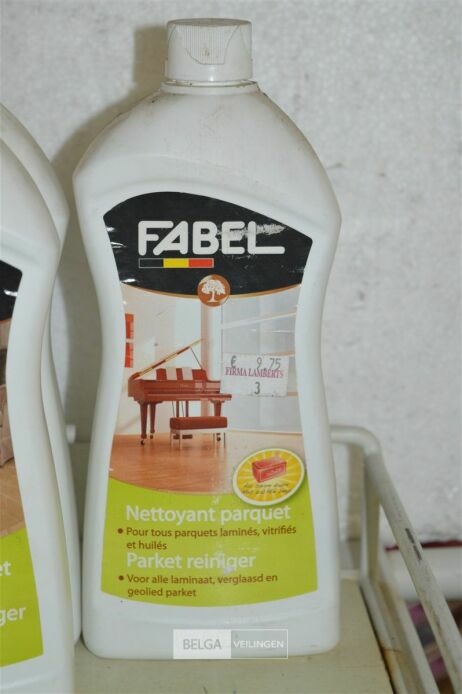 FABEL
€ 9,75
FIRMA LAMBERTS
3
Nettoyant parquet
• Pour tous parquets laminés, vitrifiés
et huilés
Parket reiniger
• Voor alle laminaat, verglaasd en
geolied parket
et
ger
BELGA VEILINGEN